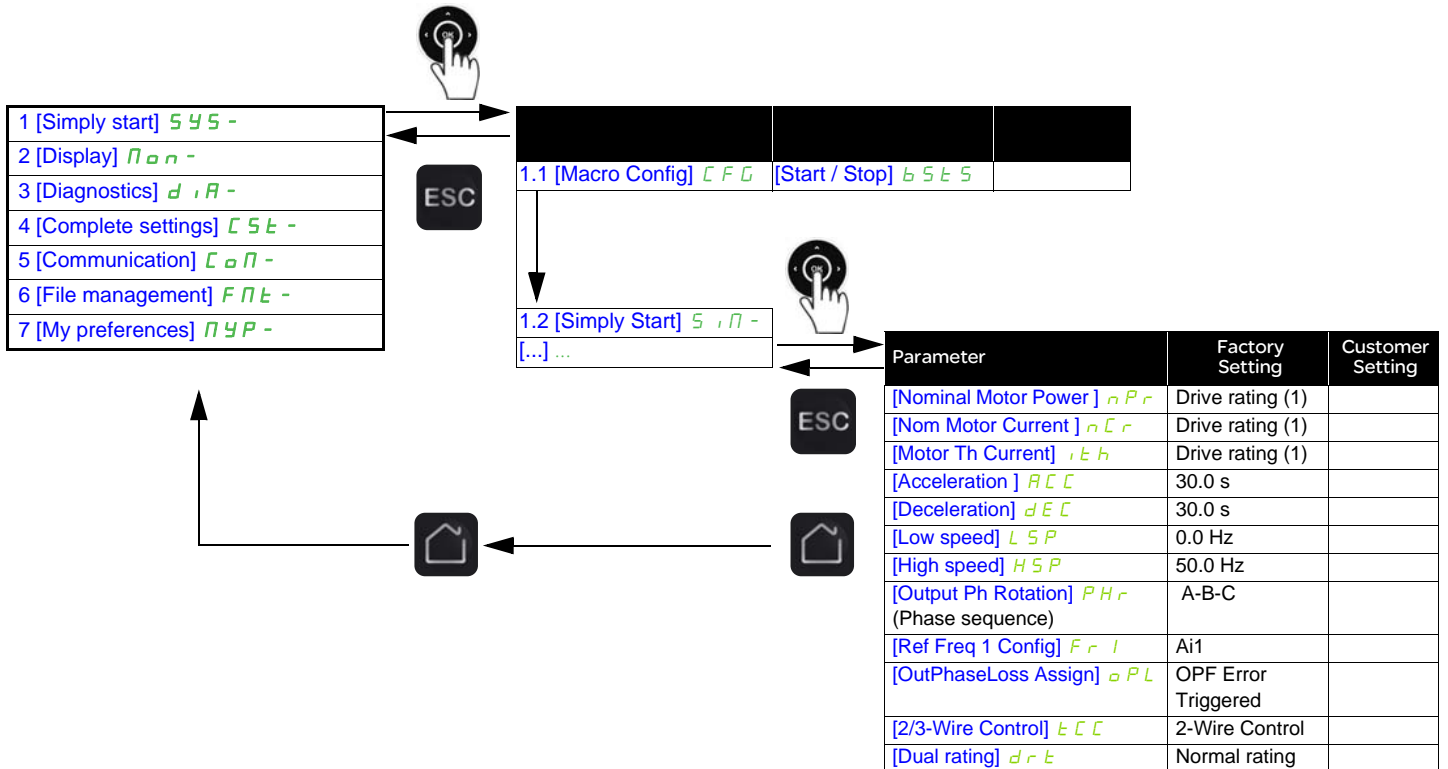 OK
1 [Simply start] SYS -
2 [Display] Mon -
3 [Diagnostics] diA -
4 [Complete settings] CSt -
5 [Communication] CoM -
6 [File management] FMt -
7 [My preferences] MYP -
ESC
1.1 [Macro Config] CFG [Start / Stop] bStS
OK
1.2 [Simply Start] SiM -
[...] ...
ESC
Parameter Factory Setting Customer Setting
[Nominal Motor Power ] nPr Drive rating (1)
[Nom Motor Current ] nCr Drive rating (1)
[Motor Th Current] itH Drive rating (1)
[Acceleration ] ACC 30.0 s
[Deceleration] dEC 30.0 s
[Low speed] LSP 0.0 Hz
[High speed] HSP 50.0 Hz
[Output Ph Rotation] PHr A-B-C
(Phase sequence)
[Ref Freq 1 Config] Fr1 Ai1
[OutPhaseLoss Assign] oPL OPF Error
Triggered
[2/3-Wire Control] tCC 2-Wire Control
[Dual rating] drt Normal rating